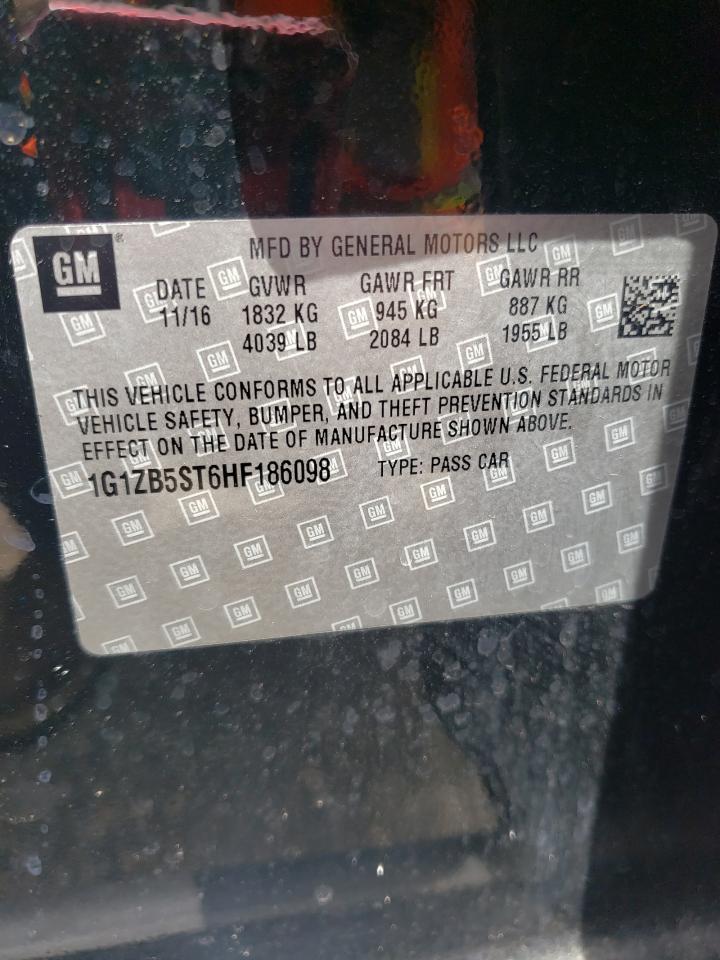 GM
MFD BY GENERAL MOTORS LLC
DATE GVWR GAWR FRT GAWR RR
11/16 1832 KG 945 KG 887 KG
4039 LB 2084 LB 1955 LB
THIS VEHICLE CONFORMS TO ALL APPLICABLE U.S. FEDERAL MOTOR
VEHICLE SAFETY, BUMPER, AND THEFT PREVENTION STANDARDS IN
EFFECT ON THE DATE OF MANUFACTURE SHOWN ABOVE.
1G1ZB5ST6HF186098 TYPE: PASS CAR